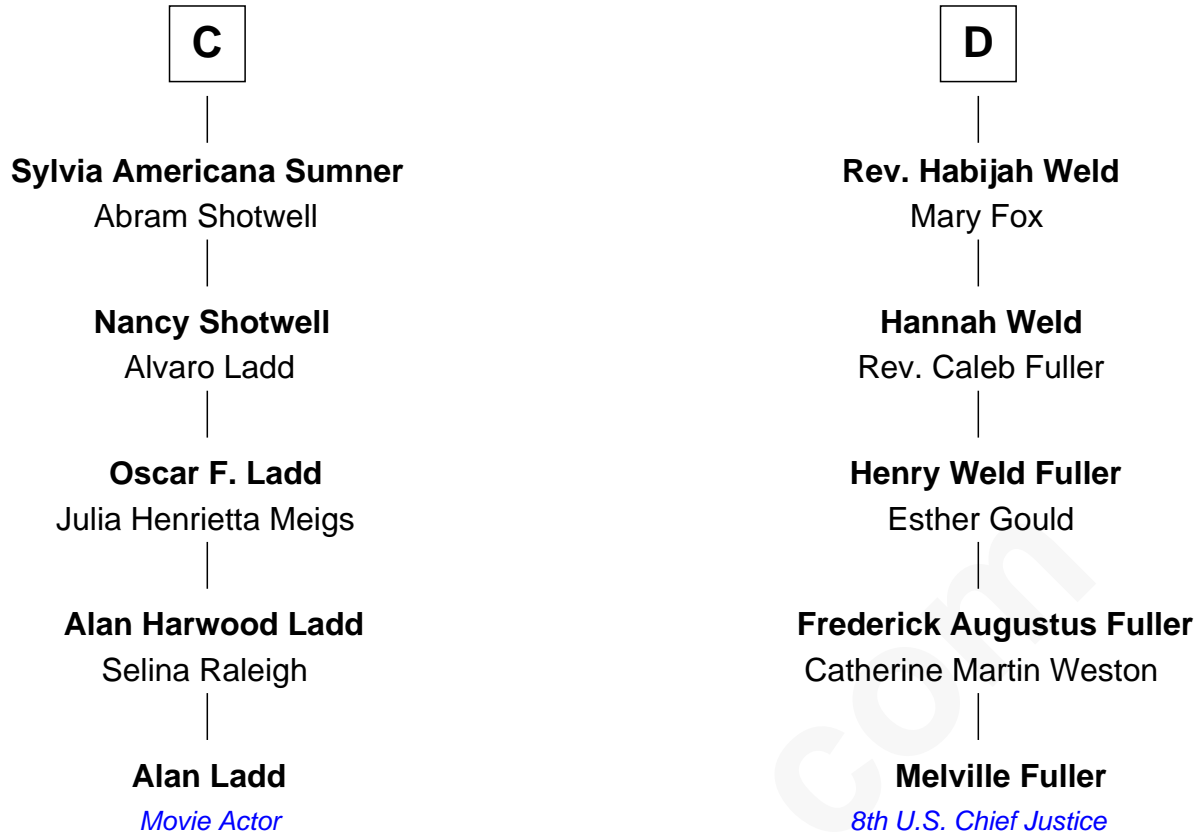 C
Sylvia Americana Sumner
Abram Shotwell
Nancy Shotwell
Alvaro Ladd
Oscar F. Ladd
Julia Henrietta Meigs
Alan Harwood Ladd
Selina Raleigh
Alan Ladd
Movie Actor
D
Rev. Habijah Weld
Mary Fox
Hannah Weld
Rev. Caleb Fuller
Henry Weld Fuller
Esther Gould
Frederick Augustus Fuller
Catherine Martin Weston
Melville Fuller
8th U.S. Chief Justice
com